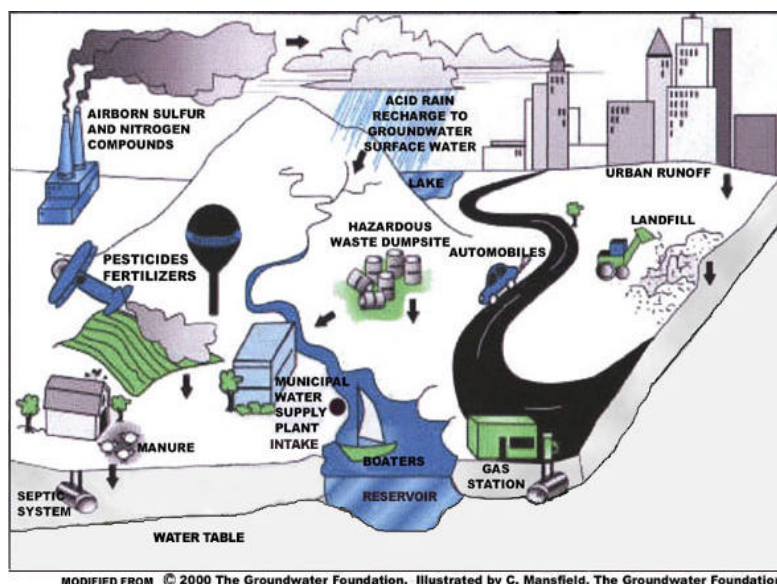 AIRBORN SULFUR
AND NITROGEN
COMPOUNDS
ACID RAIN
RECHARGE TO
GROUNDWATER
SURFACE WATER
LAKE
URBAN RUNOFF
LANDFILL
HAZARDOUS
WASTE DUMPSITE
AUTOMOBILES
PESTICIDES
FERTILIZERS
MUNICIPAL
WATER
SUPPLY
PLANT
INTAKE
MANURE
BOATERS
GAS
STATION
SEPTIC
SYSTEM
RESERVOIR
WATER TABLE
MODIFIED FROM © 2000 The Groundwater Foundation. Illustrated by C. Mansfield, The Groundwater Foundation